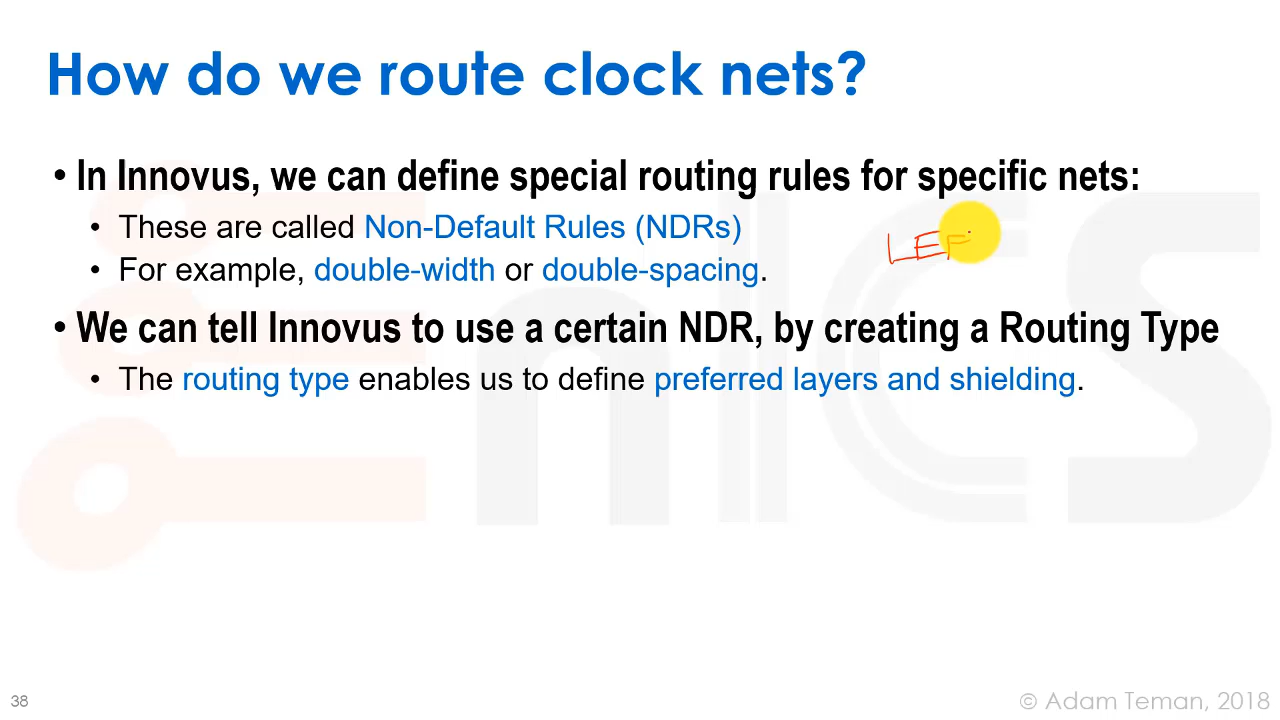 How do we route clock nets?
• In Innovus, we can define special routing rules for specific nets:
• These are called Non-Default Rules (NDRs)
LEF
• For example, double-width or double-spacing.
• We can tell Innovus to use a certain NDR, by creating a Routing Type
• The routing type enables us to define preferred layers and shielding.
nICS
38
© Adam Teman, 2018